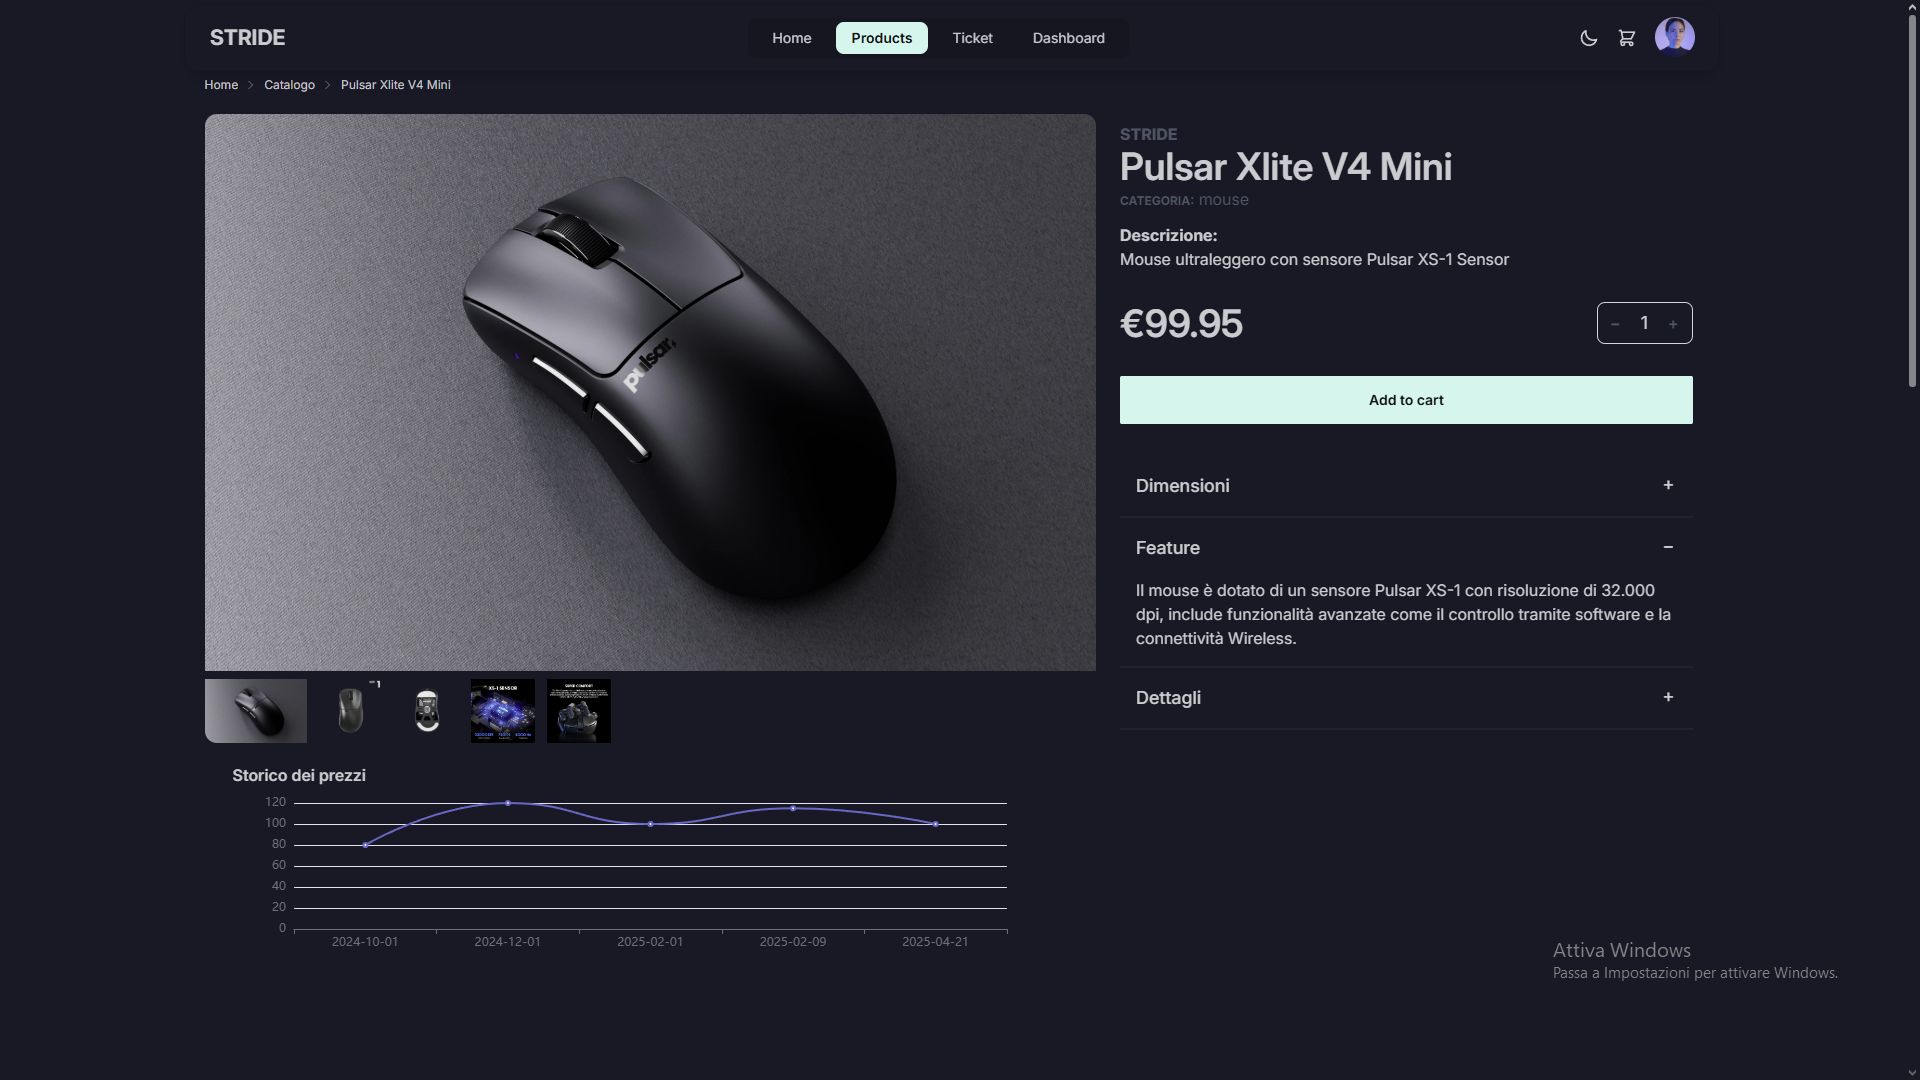 STRIDE
Home
Products
Ticket
Dashboard
Home
Catalogo
Pulsar Xlite V4 Mini
pulsar.
STRIDE
Pulsar Xlite V4 Mini
CATEGORIA: mouse
Descrizione:
Mouse ultraleggero con sensore Pulsar XS-1 Sensor
€99.95
− 1 +
Add to cart
Dimensioni +
Feature −
Il mouse è dotato di un sensore Pulsar XS-1 con risoluzione di 32.000
dpi, include funzionalità avanzate come il controllo tramite software e la
connettività Wireless.
Dettagli +
XS-1 SENSOR
SUPER COMFORT
Storico dei prezzi
120
100
80
60
40
20
0
2024-10-01
2024-12-01
2025-02-01
2025-02-09
2025-04-21
Attiva Windows
Passa a Impostazioni per attivare Windows.